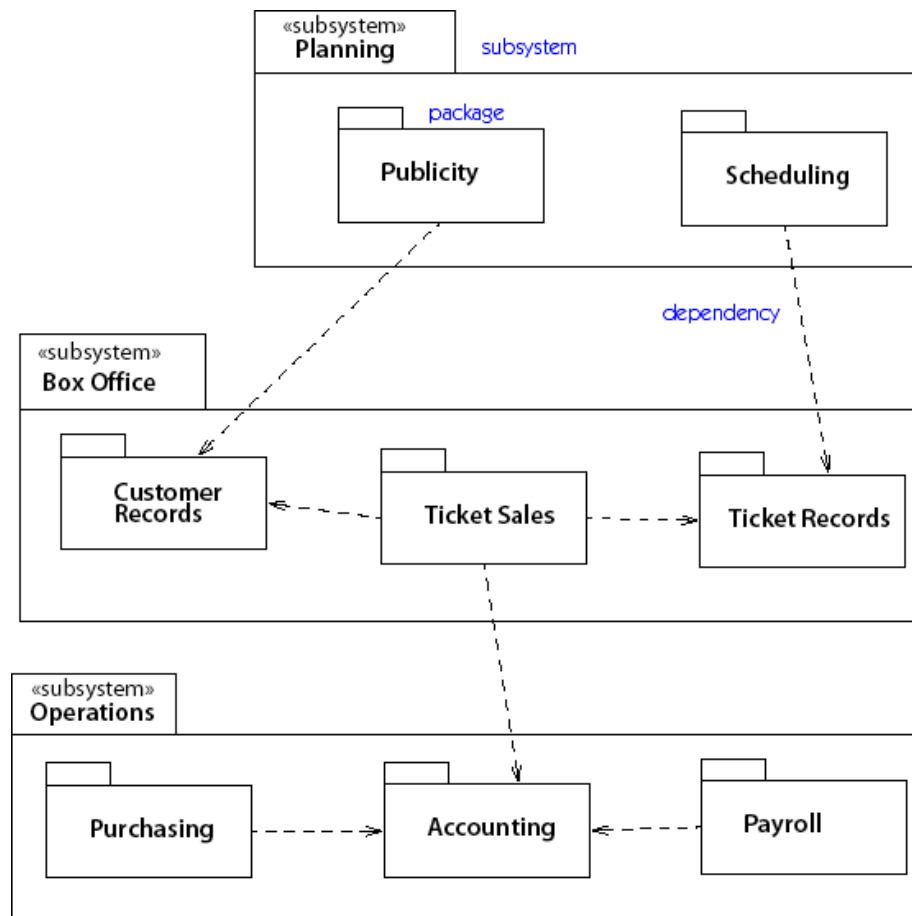 «subsystem»
Planning
subsystem
package
Publicity
Scheduling
dependency
«subsystem»
Box Office
Customer
Records
Ticket Sales
Ticket Records
«subsystem»
Operations
Purchasing
Accounting
Payroll